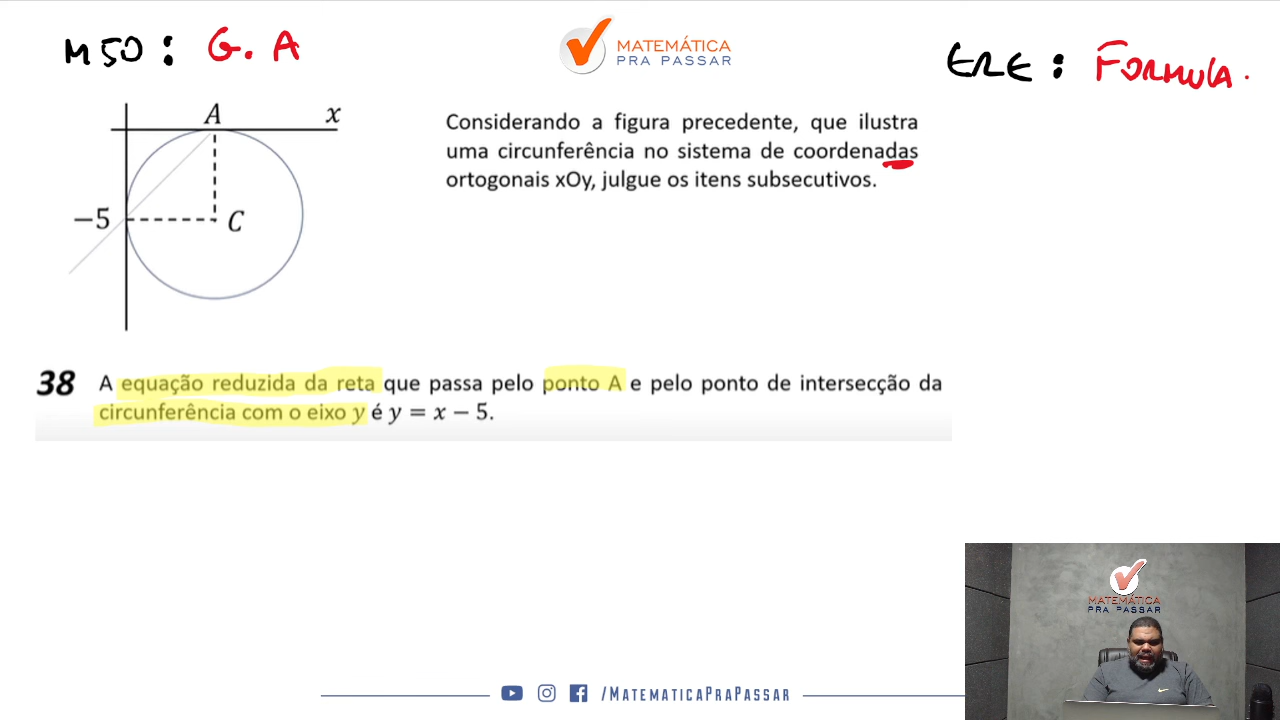 M50 : G. A
MATEMÁTICA
PRA PASSAR
ERE : FORMULA.
A
x
−5
C
Considerando a figura precedente, que ilustra
uma circunferência no sistema de coordenadas
ortogonais xOy, julgue os itens subsecutivos.
38 A equação reduzida da reta que passa pelo ponto A e pelo ponto de intersecção da
circunferência com o eixo y é y = x − 5.
MATEMÁTICA
PRA PASSAR
/MATEMATICAPRAPASSAR